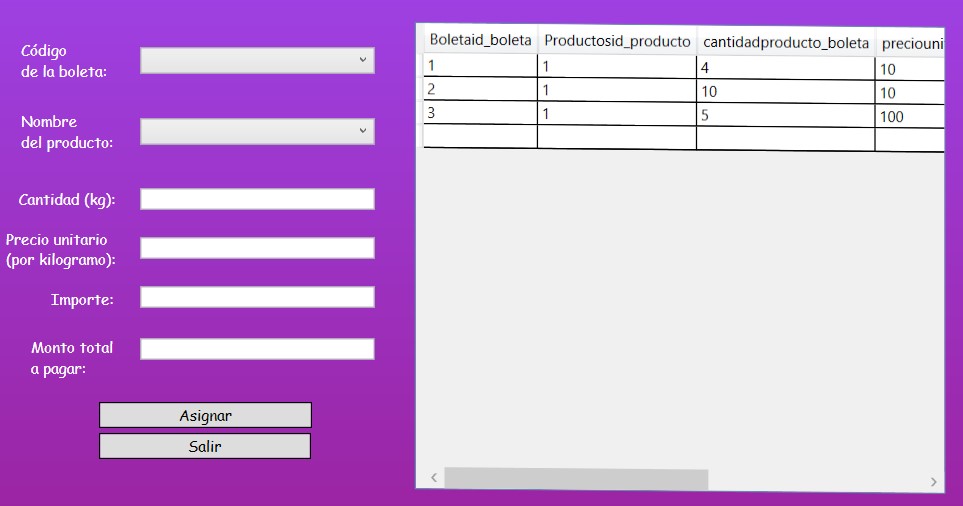 Código
de la boleta:
Nombre
del producto:
Cantidad (kg):
Precio unitario
(por kilogramo):
Importe:
Monto total
a pagar:
Asignar
Salir
Boletaid_boleta Productosid_producto cantidadproducto_boleta preciouni
1 1 4 10
2 1 10 10
3 1 5 100